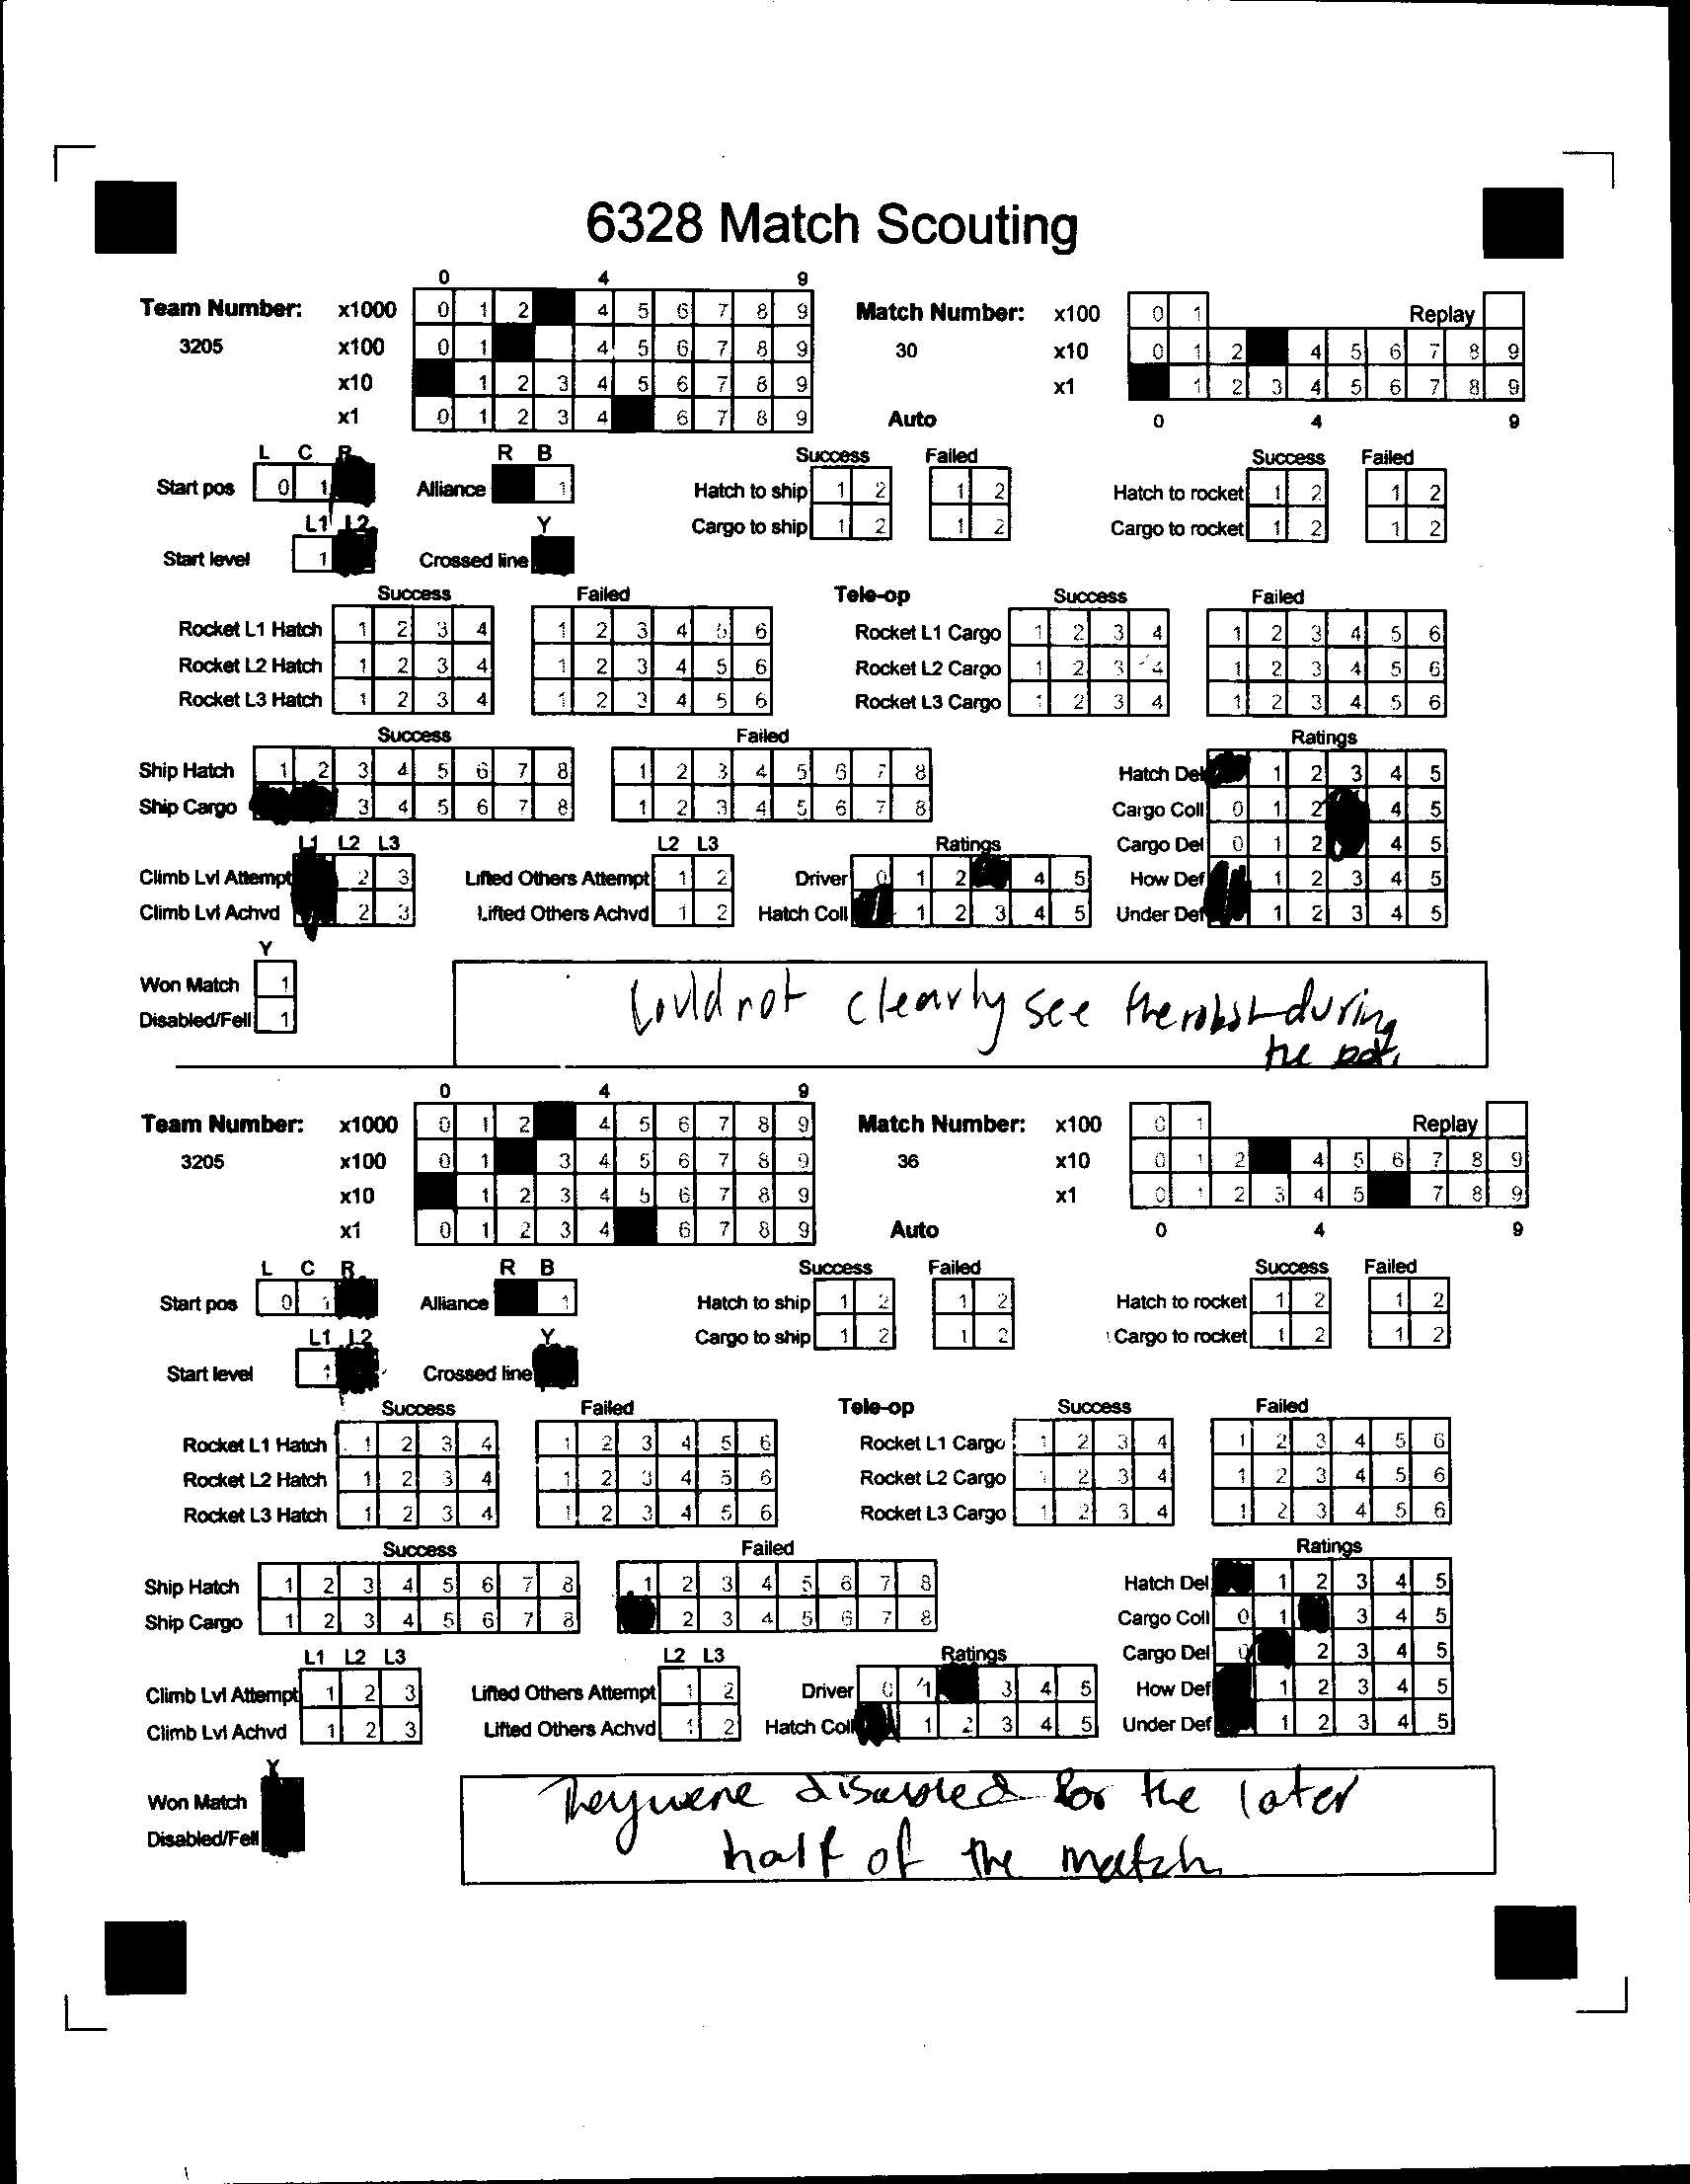 6328 Match Scouting
0 4 9
Team Number: x1000 0 1 2 4 5 6 7 8 9 Match Number: x100 0 1 Replay
3205 x100 0 1 4 5 6 7 8 9 30 x10 0 1 2 4 5 6 7 8 9
x10 1 2 3 4 5 6 7 8 9 x1 1 2 3 4 5 6 7 8 9
x1 0 1 2 3 4 6 7 8 9 Auto 0 4 9
L C R R B Success Failed Success Failed
Start pos 0 1 Alliance 1 Hatch to ship 1 2 1 2 Hatch to rocket 1 2 1 2
L1 L2 Y Cargo to ship 1 2 1 2 Cargo to rocket 1 2 1 2
Start level 1 Crossed line
Success Failed Tele-op Success Failed
Rocket L1 Hatch 1 2 3 4 1 2 3 4 5 6 Rocket L1 Cargo 1 2 3 4 1 2 3 4 5 6
Rocket L2 Hatch 1 2 3 4 1 2 3 4 5 6 Rocket L2 Cargo 1 2 3 4 1 2 3 4 5 6
Rocket L3 Hatch 1 2 3 4 1 2 3 4 5 6 Rocket L3 Cargo 1 2 3 4 1 2 3 4 5 6
Success Failed Ratings
Ship Hatch 1 2 3 4 5 6 7 8 1 2 3 4 5 6 7 8 Hatch Del 1 2 3 4 5
Ship Cargo 3 4 5 6 7 8 1 2 3 4 5 6 7 8 Cargo Coll 0 1 2 4 5
L1 L2 L3 L2 L3 Ratings Cargo Del 0 1 2 4 5
Climb Lvl Attempt 2 3 Lifted Others Attempt 1 2 Driver 0 1 2 4 5 How Def 1 2 3 4 5
Climb Lvl Achvd 2 3 Lifted Others Achvd 1 2 Hatch Coll 1 2 3 4 5 Under Def 1 2 3 4 5
Y
Won Match 1
Disabled/Fell 1
Could not clearly see the robot during
the
0 4 9
Team Number: x1000 0 1 2 4 5 6 7 8 9 Match Number: x100 0 1 Replay
3205 x100 0 1 3 4 5 6 7 8 9 36 x10 0 1 2 4 5 6 7 8 9
x10 1 2 3 4 5 6 7 8 9 x1 0 1 2 3 4 5 7 8 9
x1 0 1 2 3 4 6 7 8 9 Auto 0 4 9
L C R R B Success Failed Success Failed
Start pos 0 1 Alliance 1 Hatch to ship 1 2 1 2 Hatch to rocket 1 2 1 2
L1 L2 Y Cargo to ship 1 2 1 2 Cargo to rocket 1 2 1 2
Start level 1 Crossed line
Success Failed Tele-op Success Failed
Rocket L1 Hatch 1 2 3 4 1 2 3 4 5 6 Rocket L1 Cargo 1 2 3 4 1 2 3 4 5 6
Rocket L2 Hatch 1 2 3 4 1 2 3 4 5 6 Rocket L2 Cargo 1 2 3 4 1 2 3 4 5 6
Rocket L3 Hatch 1 2 3 4 1 2 3 4 5 6 Rocket L3 Cargo 1 2 3 4 1 2 3 4 5 6
Success Failed Ratings
Ship Hatch 1 2 3 4 5 6 7 8 1 2 3 4 5 6 7 8 Hatch Del 1 2 3 4 5
Ship Cargo 1 2 3 4 5 6 7 8 2 3 4 5 6 7 8 Cargo Coll 0 1 3 4 5
L1 L2 L3 L2 L3 Ratings Cargo Del 0 2 3 4 5
Climb Lvl Attempt 1 2 3 Lifted Others Attempt 1 2 Driver 0 1 3 4 5 How Def 1 2 3 4 5
Climb Lvl Achvd 1 2 3 Lifted Others Achvd 1 2 Hatch Coll 1 2 3 4 5 Under Def 1 2 3 4 5
Y
Won Match
Disabled/Fell
They were disabled for the later
half of the match